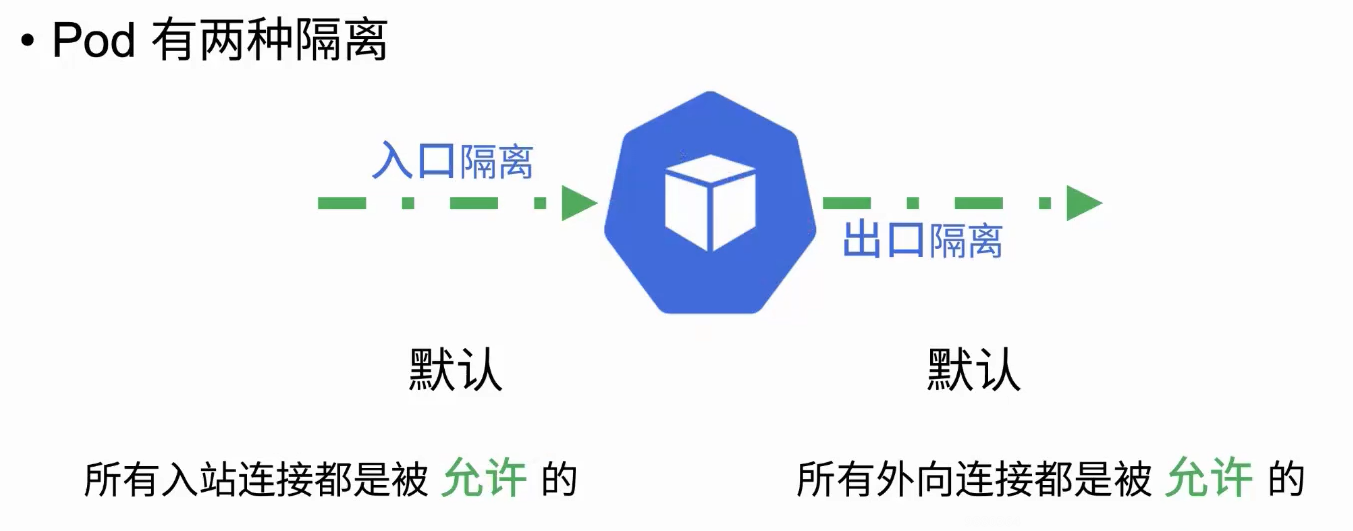 • Pod 有两种隔离
入口隔离
出口隔离
默认
默认
所有入站连接都是被 允许 的
所有外向连接都是被 允许 的